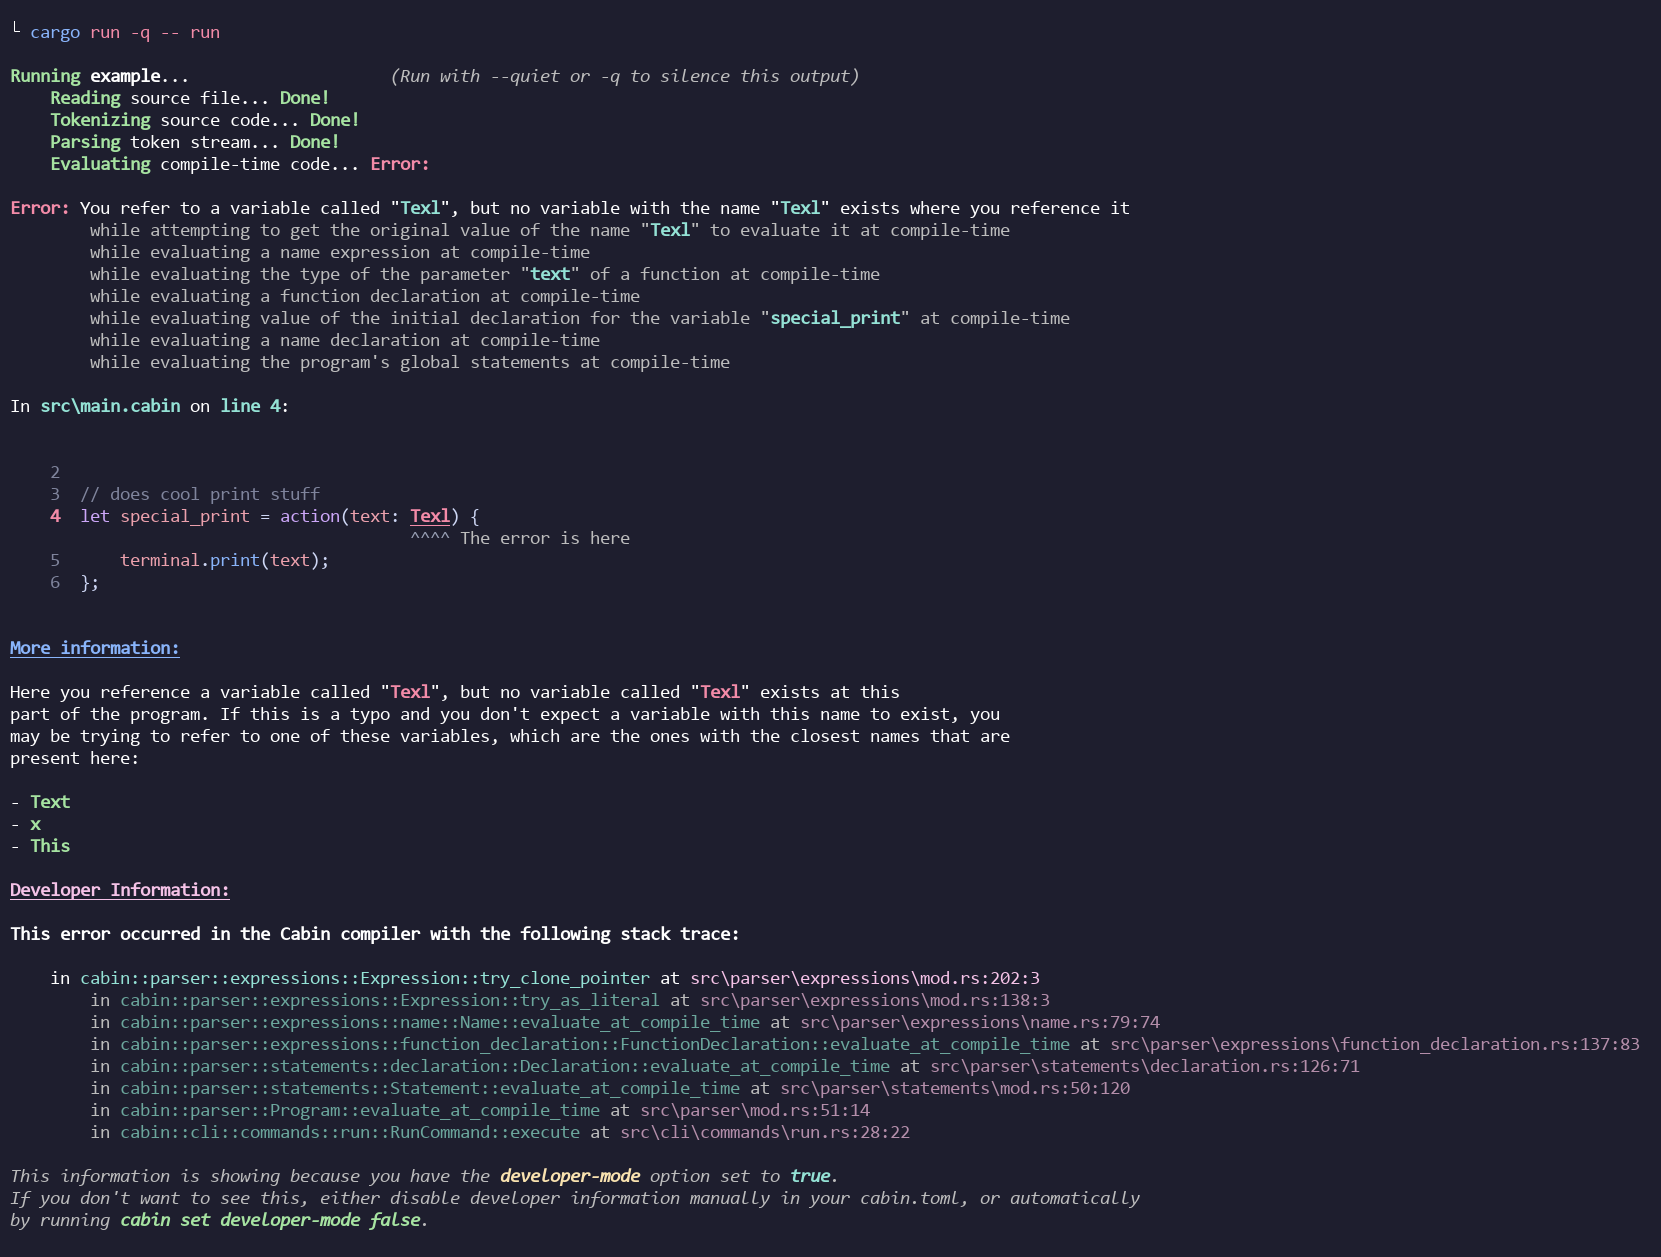 └ cargo run -q -- run
Running example...                    (Run with --quiet or -q to silence this output)
    Reading source file... Done!
    Tokenizing source code... Done!
    Parsing token stream... Done!
    Evaluating compile-time code... Error:
Error: You refer to a variable called "Texl", but no variable with the name "Texl" exists where you reference it
        while attempting to get the original value of the name "Texl" to evaluate it at compile-time
        while evaluating a name expression at compile-time
        while evaluating the type of the parameter "text" of a function at compile-time
        while evaluating a function declaration at compile-time
        while evaluating value of the initial declaration for the variable "special_print" at compile-time
        while evaluating a name declaration at compile-time
        while evaluating the program's global statements at compile-time
In src\main.cabin on line 4:
    2
    3  // does cool print stuff
    4  let special_print = action(text: Texl) {
                                        ^^^^ The error is here
    5      terminal.print(text);
    6  };
More information:
Here you reference a variable called "Texl", but no variable called "Texl" exists at this
part of the program. If this is a typo and you don't expect a variable with this name to exist, you
may be trying to refer to one of these variables, which are the ones with the closest names that are
present here:
- Text
- x
- This
Developer Information:
This error occurred in the Cabin compiler with the following stack trace:
    in cabin::parser::expressions::Expression::try_clone_pointer at src\parser\expressions\mod.rs:202:3
        in cabin::parser::expressions::Expression::try_as_literal at src\parser\expressions\mod.rs:138:3
        in cabin::parser::expressions::name::Name::evaluate_at_compile_time at src\parser\expressions\name.rs:79:74
        in cabin::parser::expressions::function_declaration::FunctionDeclaration::evaluate_at_compile_time at src\parser\expressions\function_declaration.rs:137:83
        in cabin::parser::statements::declaration::Declaration::evaluate_at_compile_time at src\parser\statements\declaration.rs:126:71
        in cabin::parser::statements::Statement::evaluate_at_compile_time at src\parser\statements\mod.rs:50:120
        in cabin::parser::Program::evaluate_at_compile_time at src\parser\mod.rs:51:14
        in cabin::cli::commands::run::RunCommand::execute at src\cli\commands\run.rs:28:22
This information is showing because you have the developer-mode option set to true.
If you don't want to see this, either disable developer information manually in your cabin.toml, or automatically
by running cabin set developer-mode false.